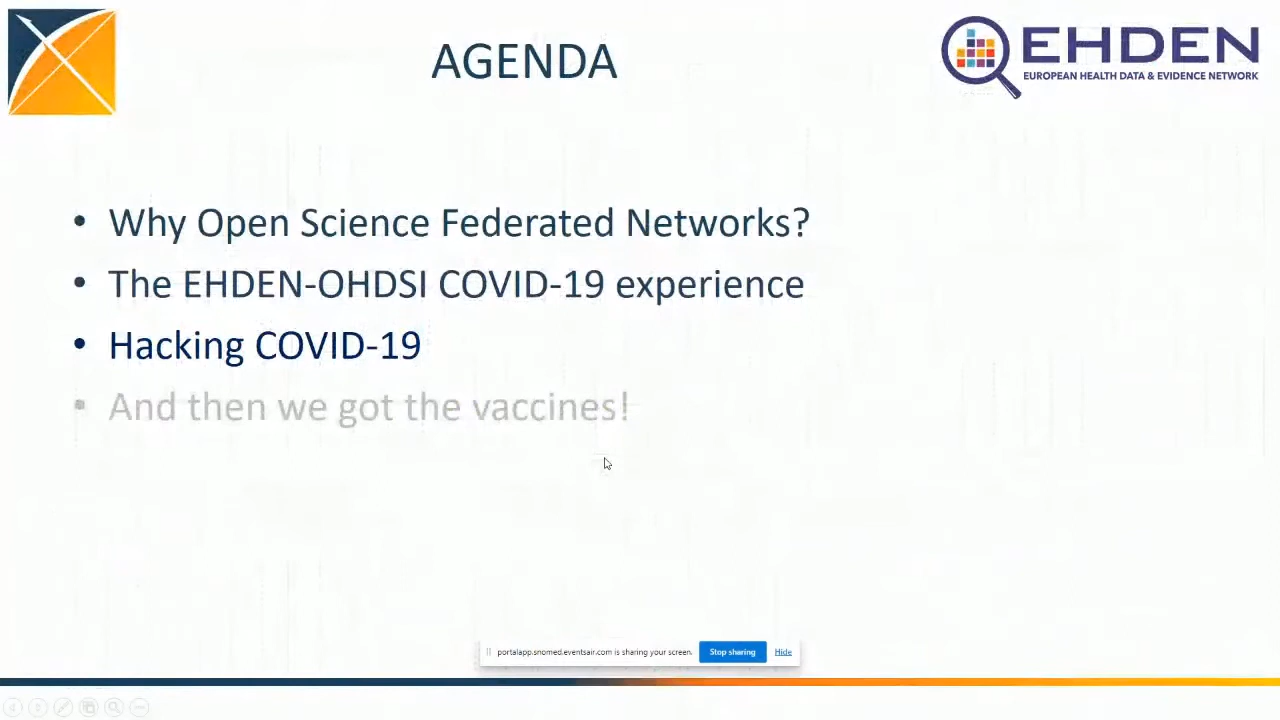 AGENDA
EHDEN
EUROPEAN HEALTH DATA & EVIDENCE NETWORK
• Why Open Science Federated Networks?
• The EHDEN-OHDSI COVID-19 experience
• Hacking COVID-19
• And then we got the vaccines!
portalapp.snomed.eventsair.com is sharing your screen. Stop sharing Hide